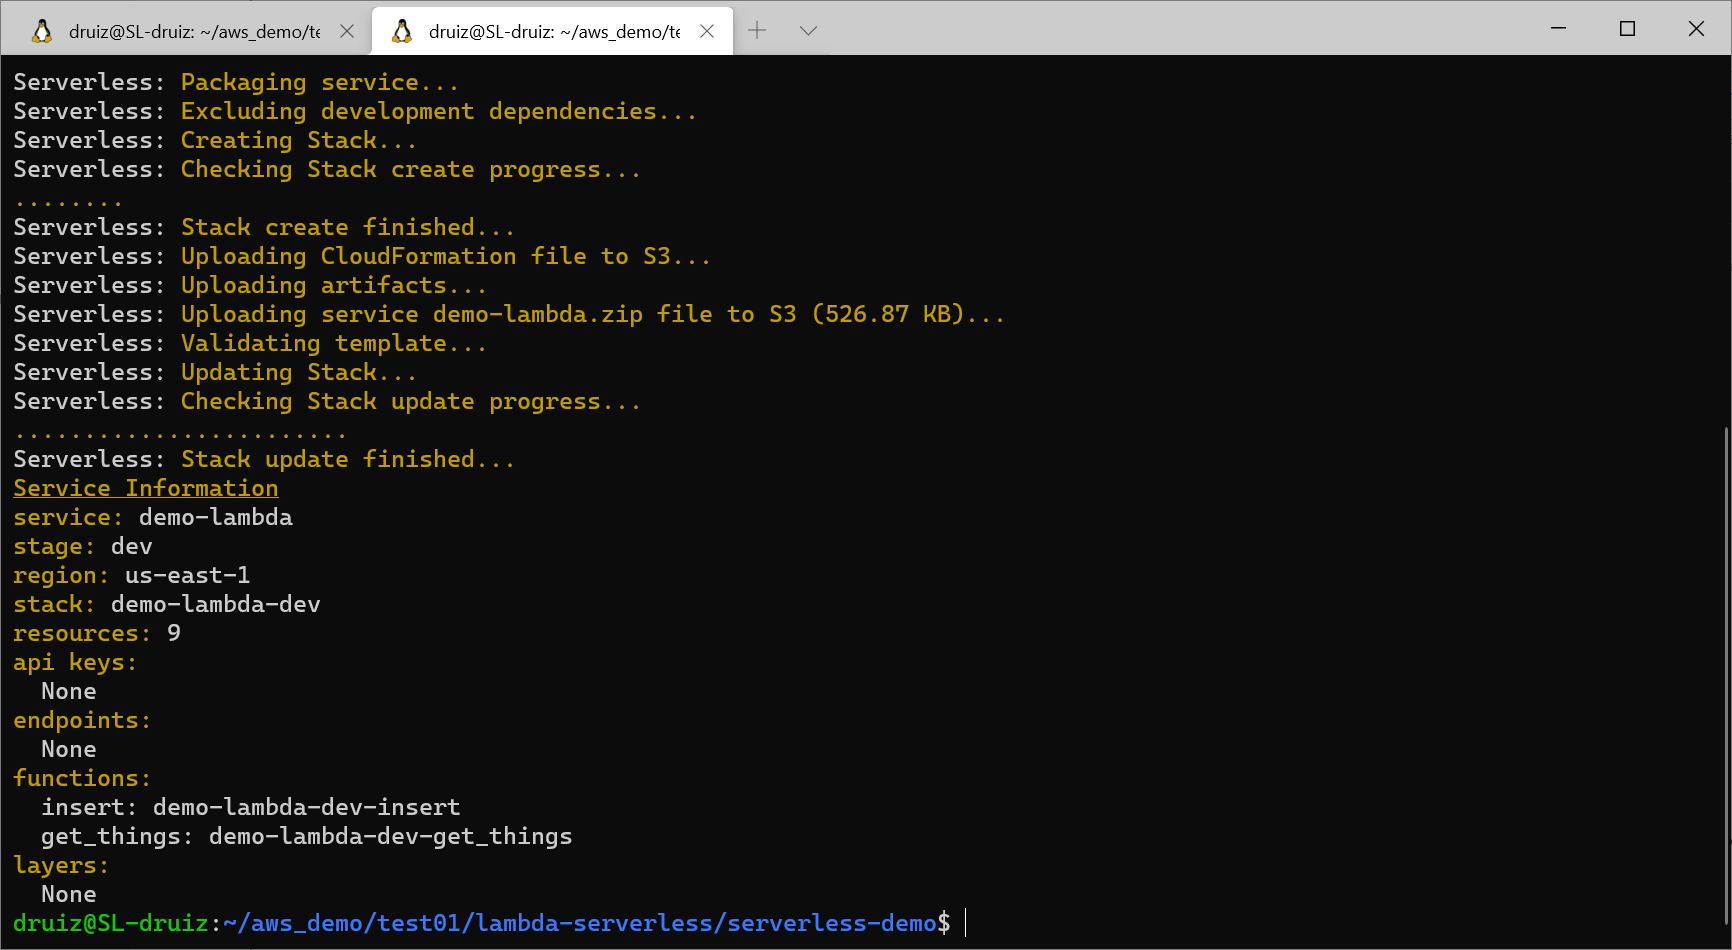 druiz@SL-druiz: ~/aws_demo/te
druiz@SL-druiz: ~/aws_demo/te
Serverless: Packaging service...
Serverless: Excluding development dependencies...
Serverless: Creating Stack...
Serverless: Checking Stack create progress...
........
Serverless: Stack create finished...
Serverless: Uploading CloudFormation file to S3...
Serverless: Uploading artifacts...
Serverless: Uploading service demo-lambda.zip file to S3 (526.87 KB)...
Serverless: Validating template...
Serverless: Updating Stack...
Serverless: Checking Stack update progress...
........................
Serverless: Stack update finished...
Service Information
service: demo-lambda
stage: dev
region: us-east-1
stack: demo-lambda-dev
resources: 9
api keys:
  None
endpoints:
  None
functions:
  insert: demo-lambda-dev-insert
  get_things: demo-lambda-dev-get_things
layers:
  None
druiz@SL-druiz:~/aws_demo/test01/lambda-serverless/serverless-demo$